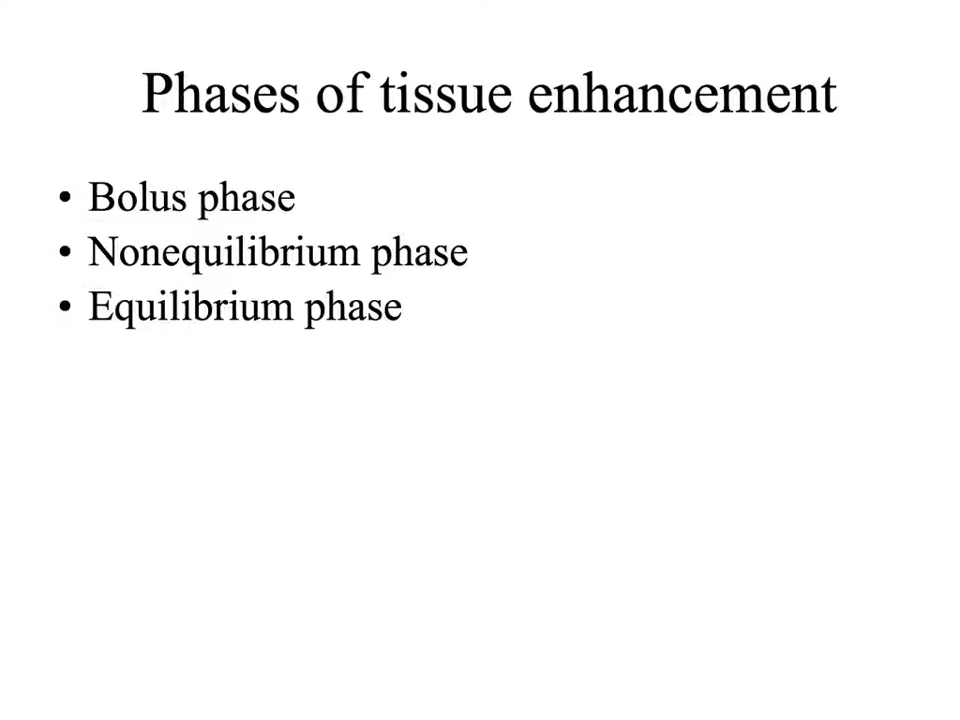 Phases of tissue enhancement
• Bolus phase
• Nonequilibrium phase
• Equilibrium phase